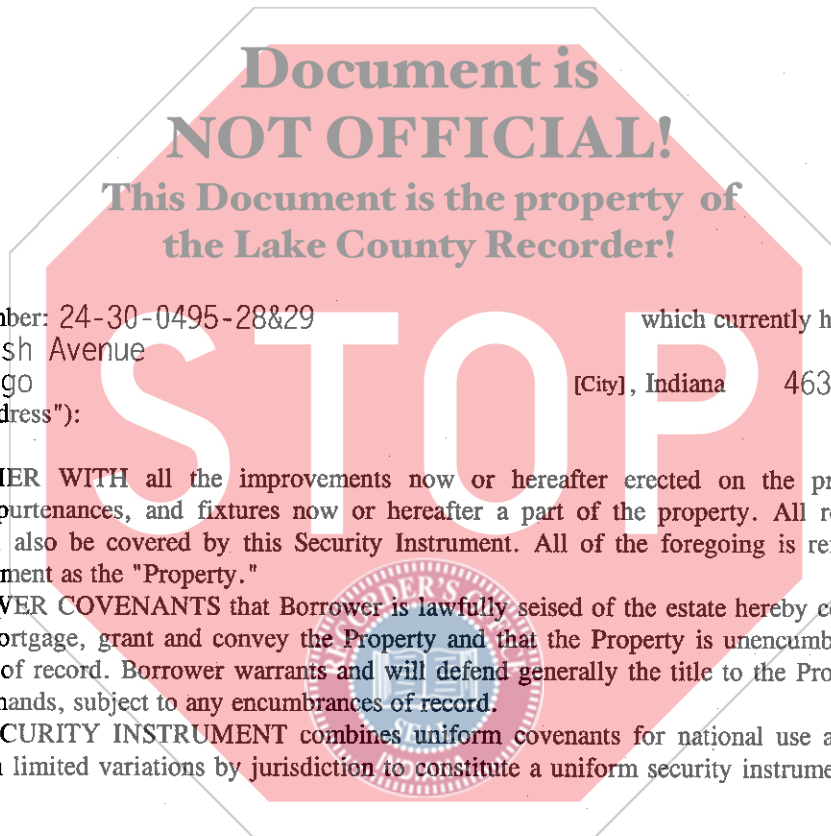 Document is
NOT OFFICIAL!
This Document is the property of
the Lake County Recorder!
STOP
mber: 24-30-0495-28&29 which currently h
sh Avenue
go [City], Indiana 463
dress"):
IER WITH all the improvements now or hereafter erected on the pr
purtenances, and fixtures now or hereafter a part of the property. All r
also be covered by this Security Instrument. All of the foregoing is re
ment as the "Property."
VER COVENANTS that Borrower is lawfully seised of the estate hereby c
ortgage, grant and convey the Property and that the Property is unencumb
of record. Borrower warrants and will defend generally the title to the Pro
nands, subject to any encumbrances of record.
CURITY INSTRUMENT combines uniform covenants for national use a
limited variations by jurisdiction to constitute a uniform security instrume
RECORDER'S
SEAL
INDIANA